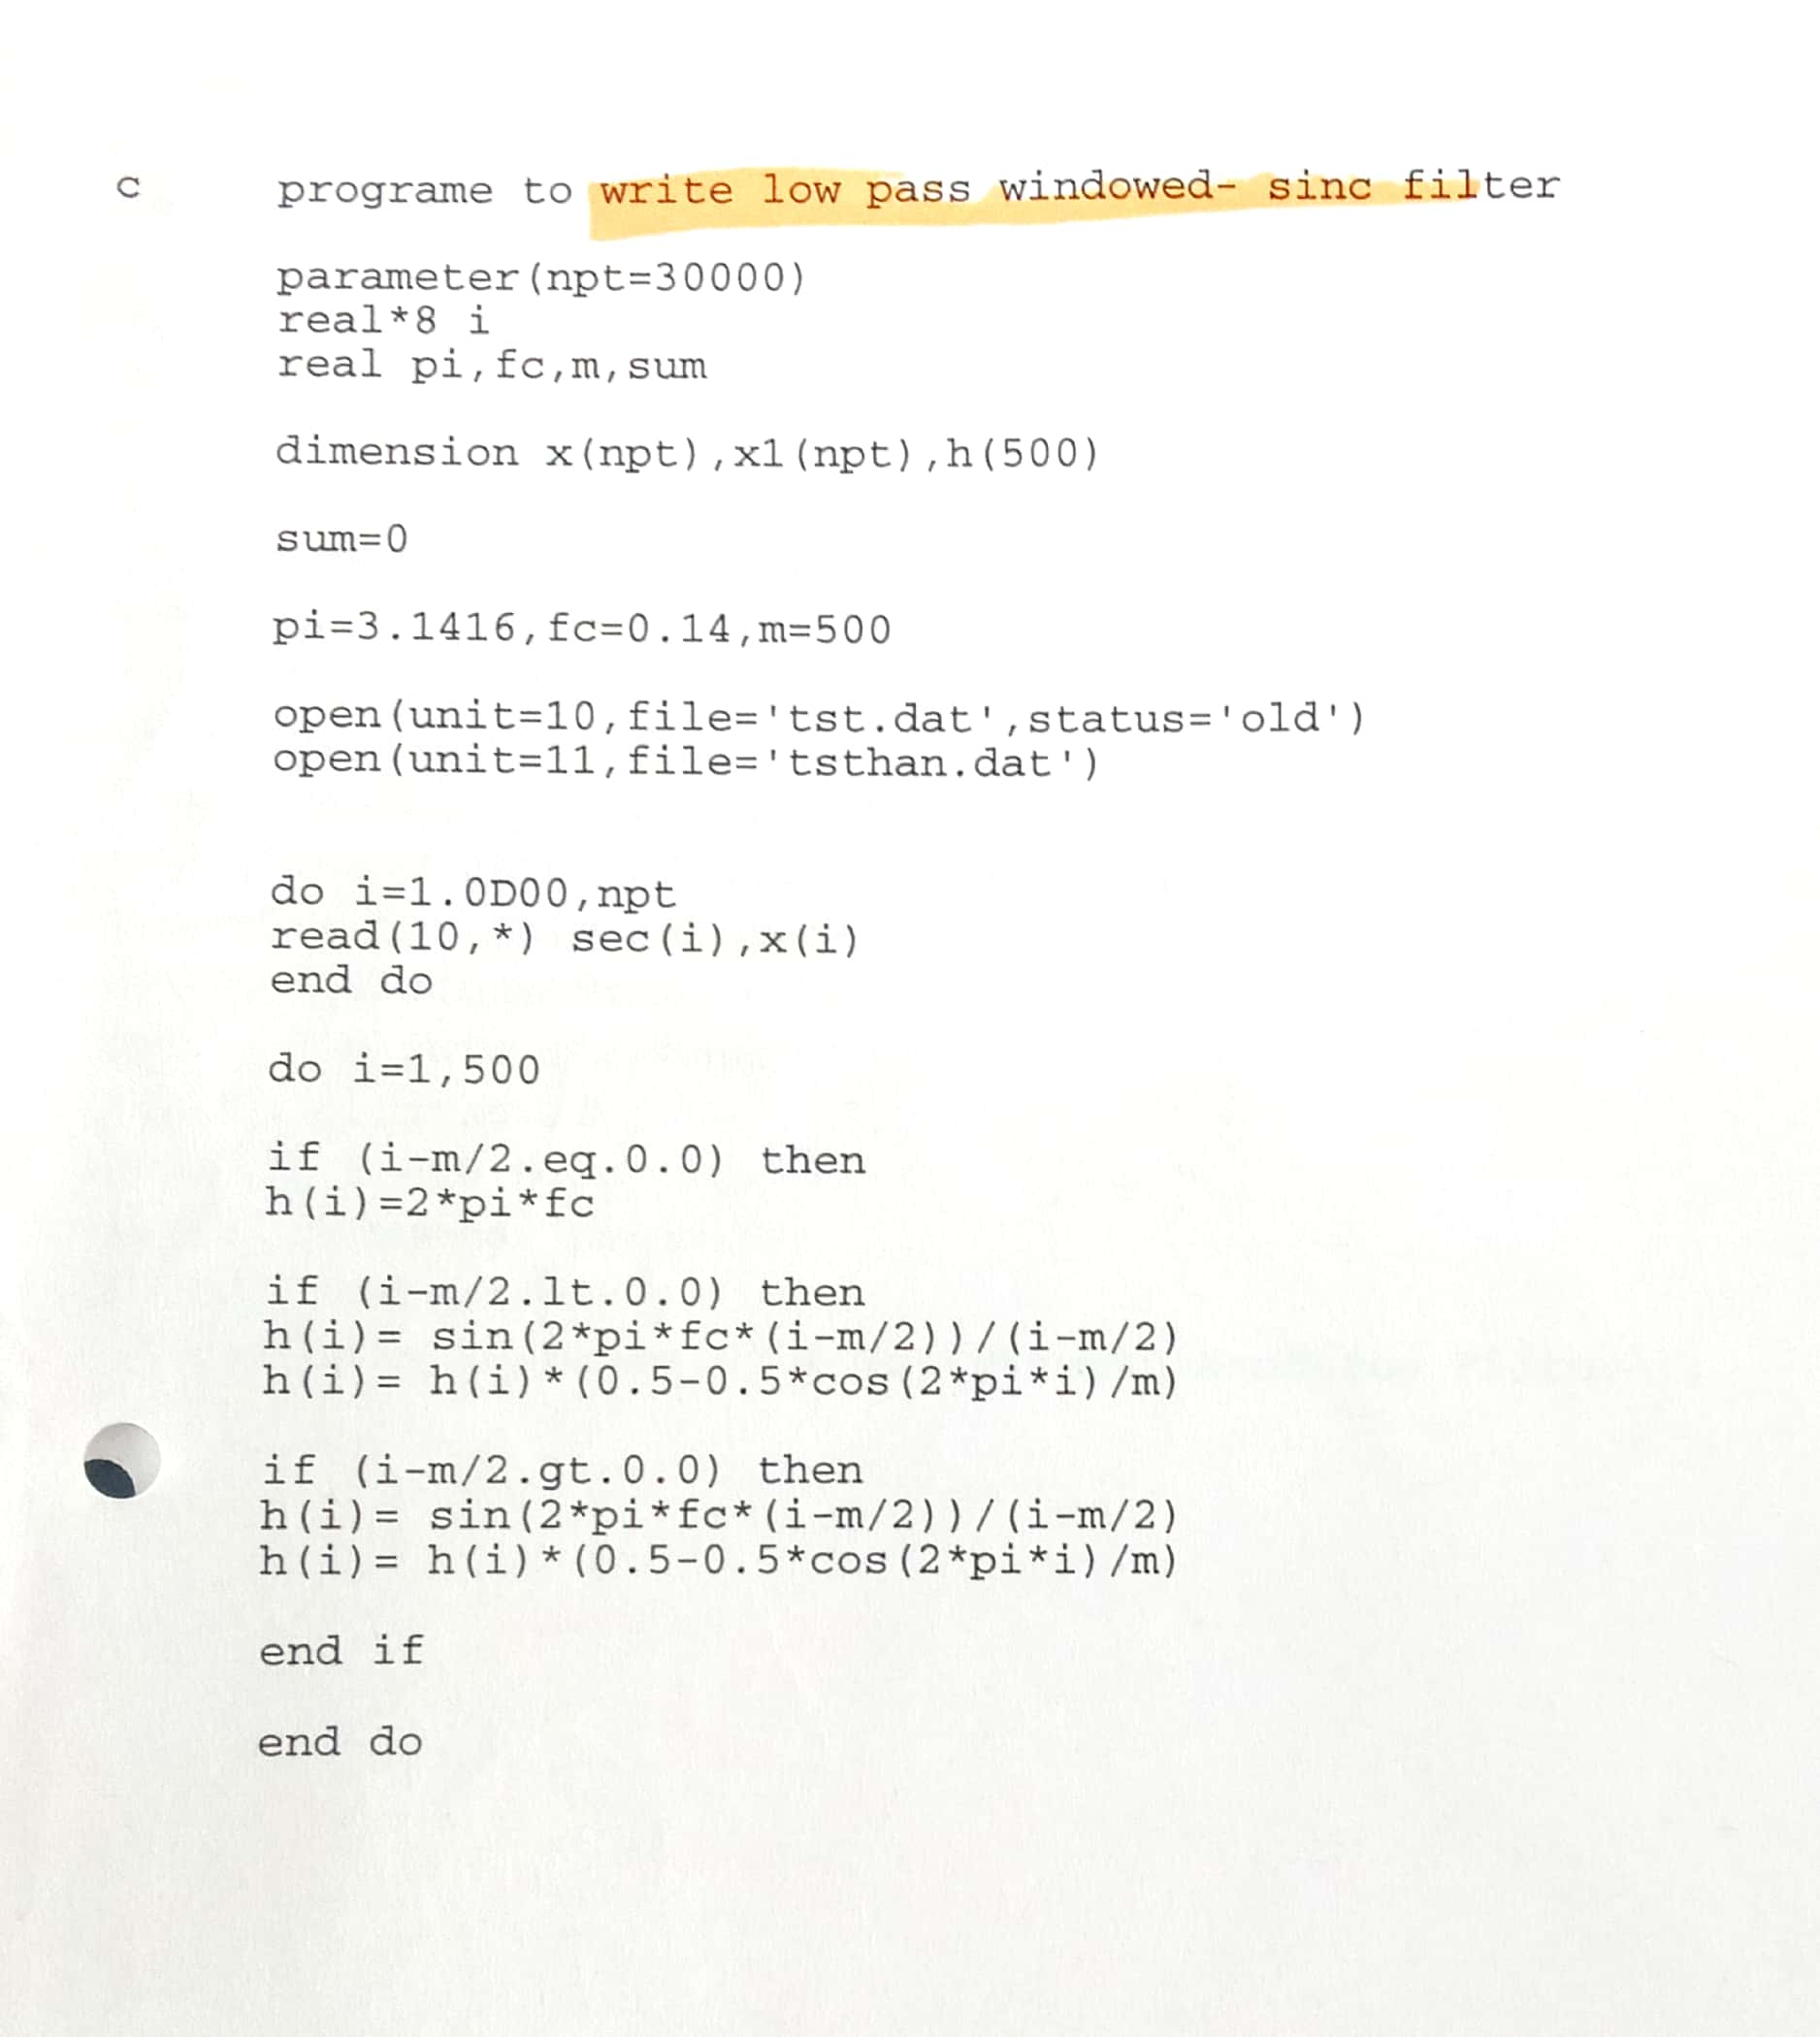 c programe to write low pass windowed- sinc filter
parameter(npt=30000)
real*8 i
real pi,fc,m,sum
dimension x(npt),x1(npt),h(500)
sum=0
pi=3.1416,fc=0.14,m=500
open(unit=10,file='tst.dat',status='old')
open(unit=11,file='tsthan.dat')
do i=1.0D00,npt
read(10,*) sec(i),x(i)
end do
do i=1,500
if (i-m/2.eq.0.0) then
h(i)=2*pi*fc
if (i-m/2.lt.0.0) then
h(i)= sin(2*pi*fc*(i-m/2))/(i-m/2)
h(i)= h(i)*(0.5-0.5*cos(2*pi*i)/m)
if (i-m/2.gt.0.0) then
h(i)= sin(2*pi*fc*(i-m/2))/(i-m/2)
h(i)= h(i)*(0.5-0.5*cos(2*pi*i)/m)
end if
end do